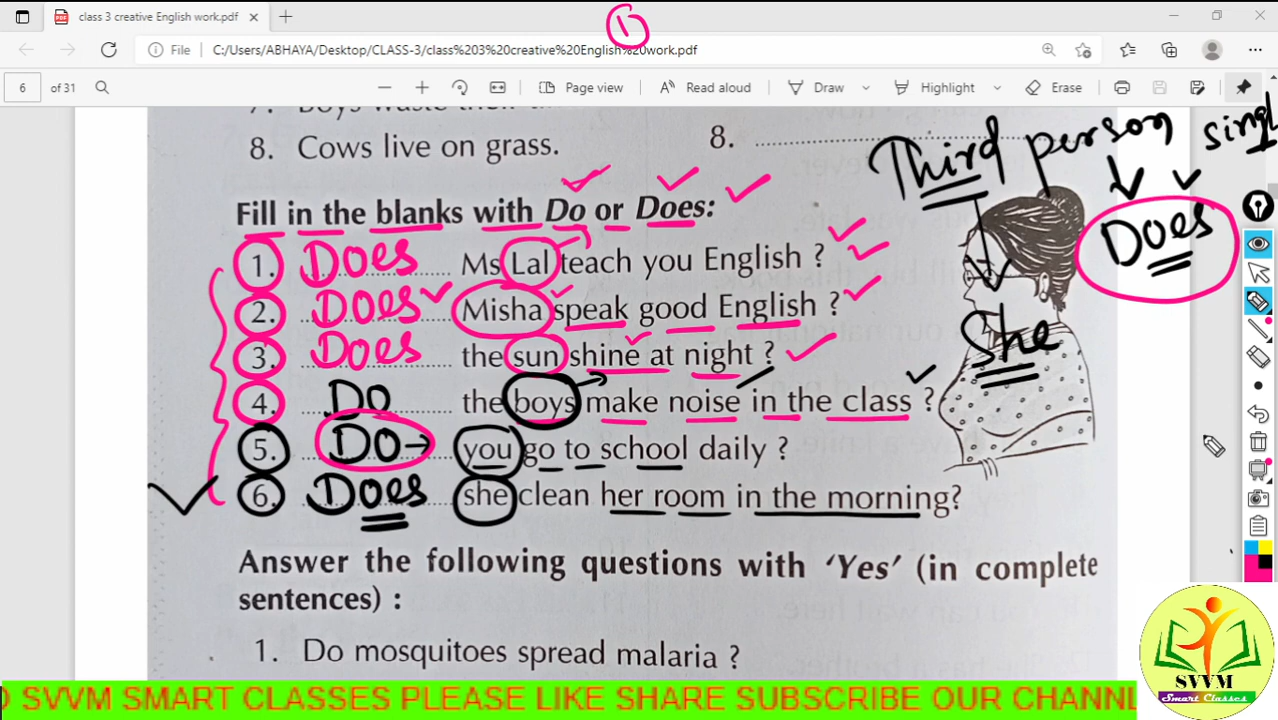 class 3 creative English work.pdf
1
File C:/Users/ABHAYA/Desktop/CLASS-3/class%203%20creative%20English%20work.pdf
6 of 31 Page view Read aloud Draw Highlight Erase
8. Cows live on grass. 8.
Third person singl
Fill in the blanks with Do or Does:
DOES
1. DOES Ms Lal teach you English ?
2. DOES Misha speak good English ?
3. DOES the sun shine at night ?
She
4. DO the boys make noise in the class ?
5. DO you go to school daily ?
6. DOES she clean her room in the morning?
Answer the following questions with ‘Yes’ (in complete
sentences) :
1. Do mosquitoes spread malaria ?
SVVM
Smart Classes
SVVM SMART CLASSES PLEASE LIKE SHARE SUBSCRIBE OUR CHANNL